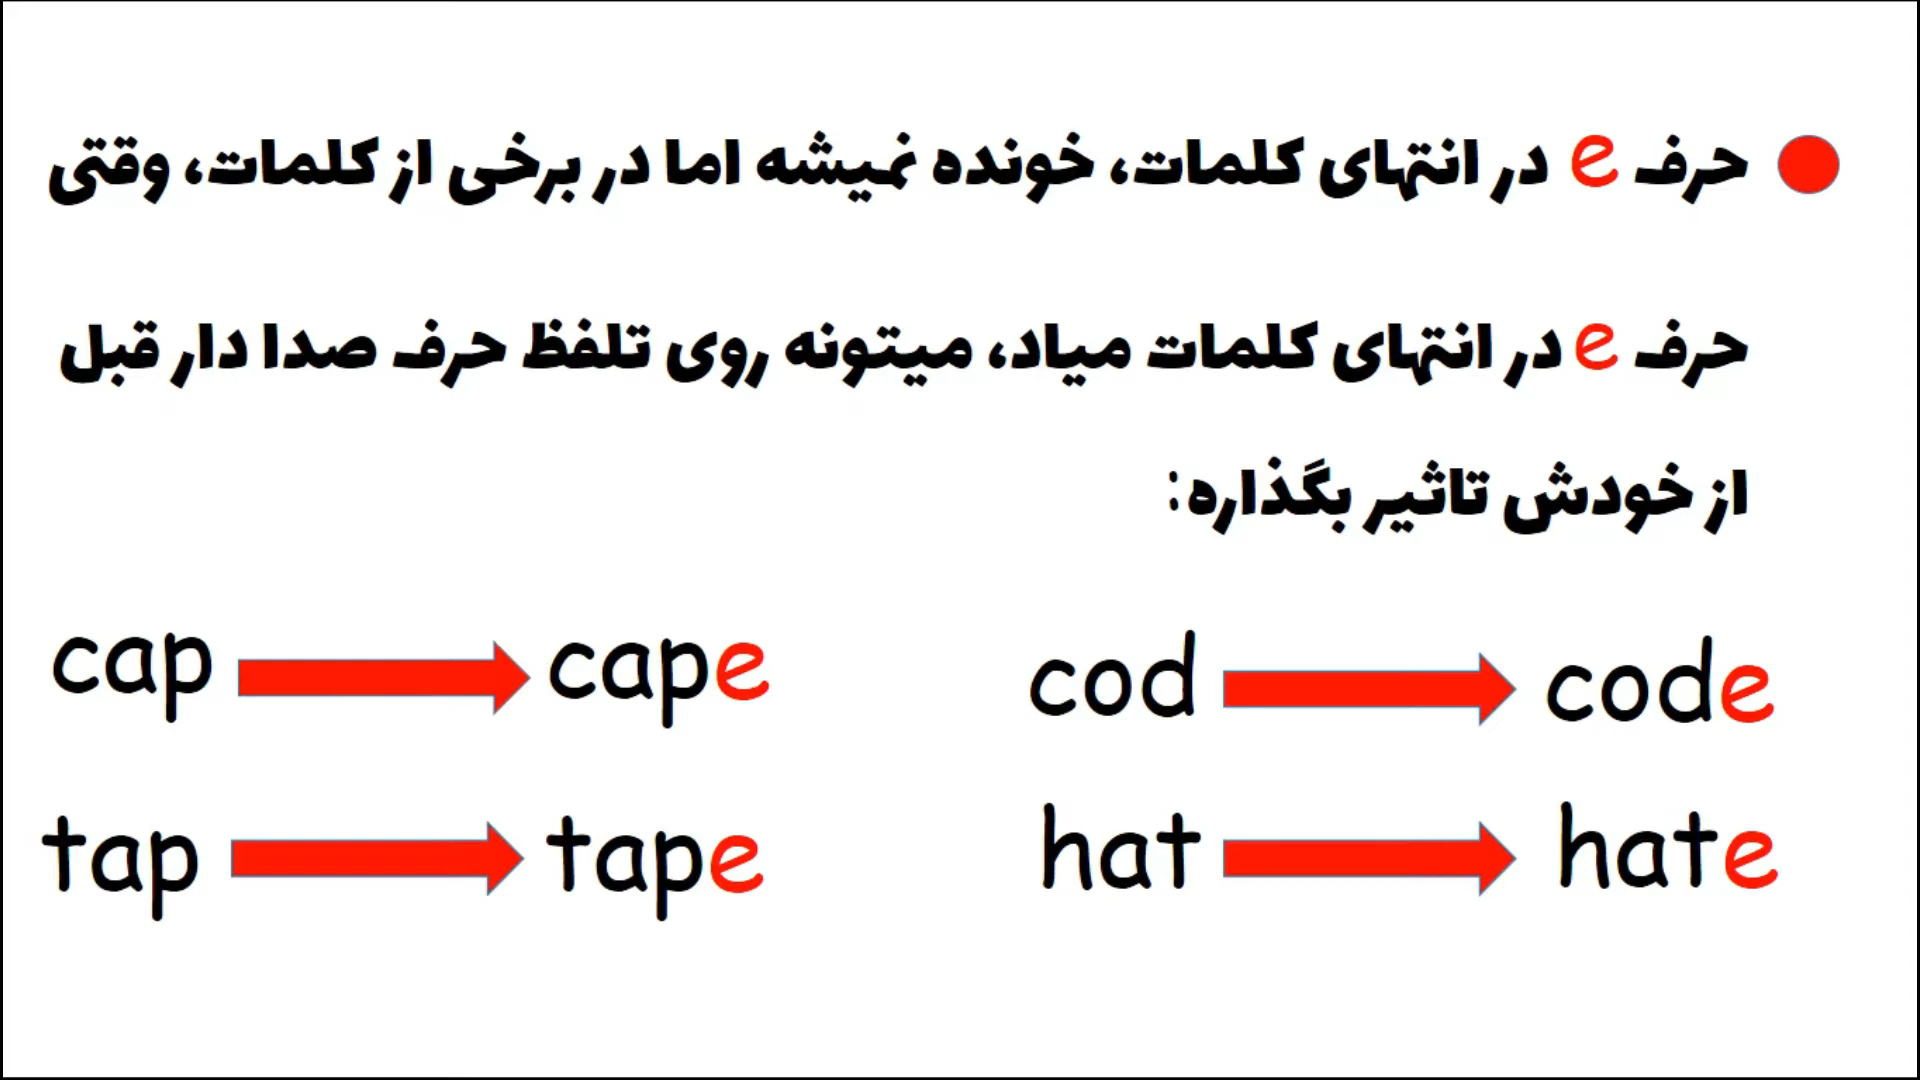 حرف e در انتهای کلمات، خونده نمیشه اما در برخی از کلمات، وقتی
حرف e در انتهای کلمات میاد، میتونه روی تلفظ حرف صدا دار قبل
از خودش تاثیر بگذاره:
cap cape
cod code
tap tape
hat hate